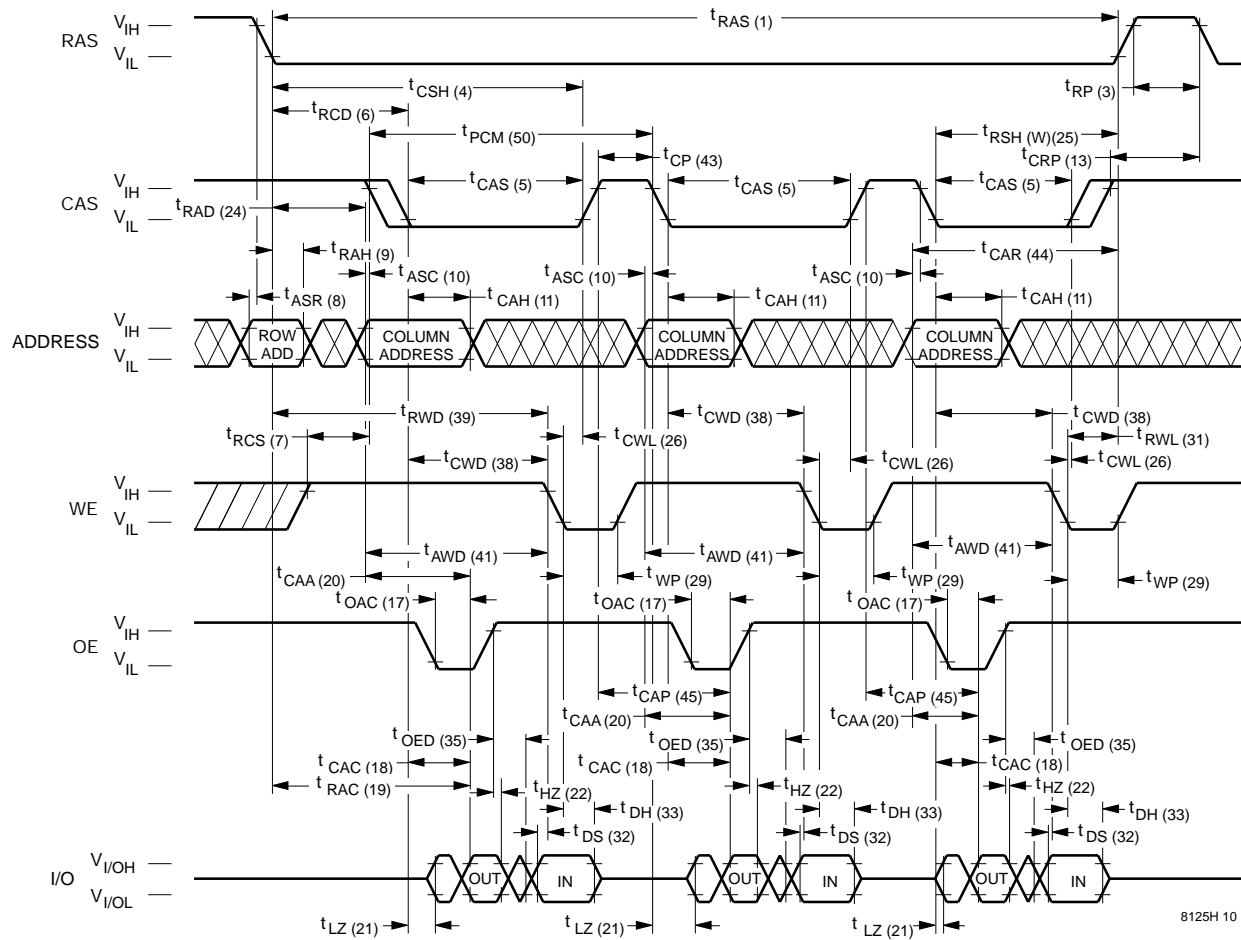 t RAS (1)
RAS
V IH
V IL
t CSH (4)
t RP (3)
t RCD (6)
t PCM (50)
t RSH (W)(25)
t CP (43)
t CRP (13)
CAS
V IH
V IL
t CAS (5)
t CAS (5)
t CAS (5)
t RAD (24)
t RAH (9)
t CAR (44)
t ASC (10)
t ASC (10)
t ASC (10)
t ASR (8)
t CAH (11)
t CAH (11)
t CAH (11)
ADDRESS
V IH
V IL
ROW
ADD
COLUMN
ADDRESS
COLUMN
ADDRESS
COLUMN
ADDRESS
t RWD (39)
t CWD (38)
t CWD (38)
t RCS (7)
t CWL (26)
t RWL (31)
t CWD (38)
t CWL (26)
t CWL (26)
WE
V IH
V IL
t AWD (41)
t AWD (41)
t AWD (41)
t CAA (20)
t WP (29)
t WP (29)
t WP (29)
t OAC (17)
t OAC (17)
t OAC (17)
OE
V IH
V IL
t CAP (45)
t CAP (45)
t CAA (20)
t CAA (20)
t OED (35)
t OED (35)
t OED (35)
t CAC (18)
t CAC (18)
t CAC (18)
t RAC (19)
t HZ (22)
t HZ (22)
t HZ (22)
t DH (33)
t DH (33)
t DH (33)
t DS (32)
t DS (32)
t DS (32)
I/O
V I/OH
V I/OL
OUT
IN
OUT
IN
OUT
IN
t LZ (21)
t LZ (21)
t LZ (21)
8125H 10